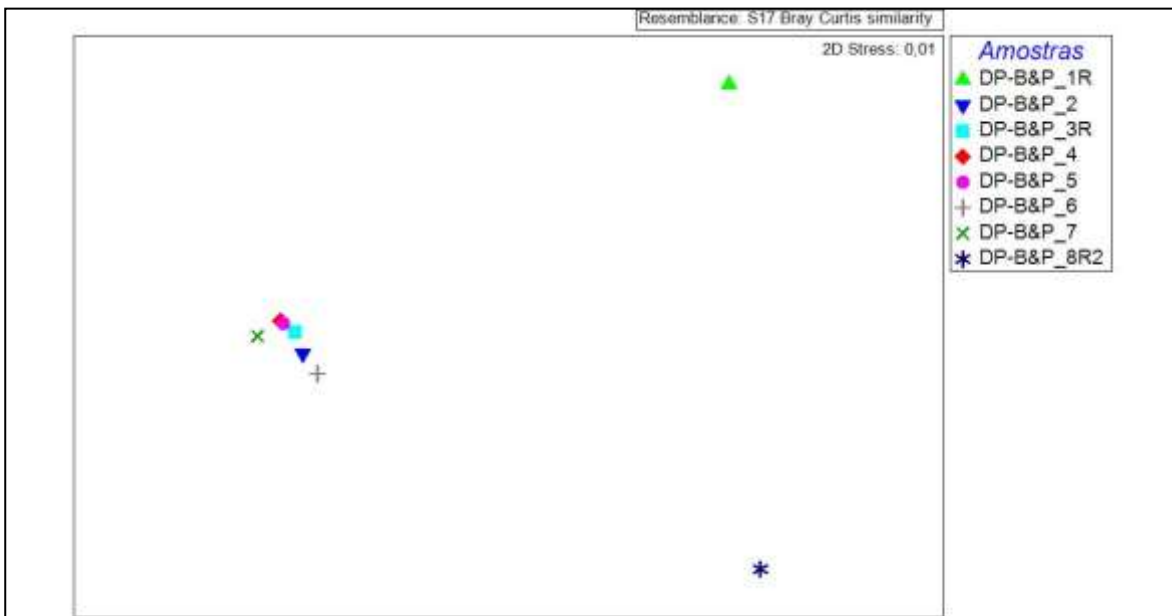 Resemblance: S17 Bray Curtis similarity
2D Stress: 0,01
Amostras
DP-B&P_1R
DP-B&P_2
DP-B&P_3R
DP-B&P_4
DP-B&P_5
DP-B&P_6
DP-B&P_7
DP-B&P_8R2